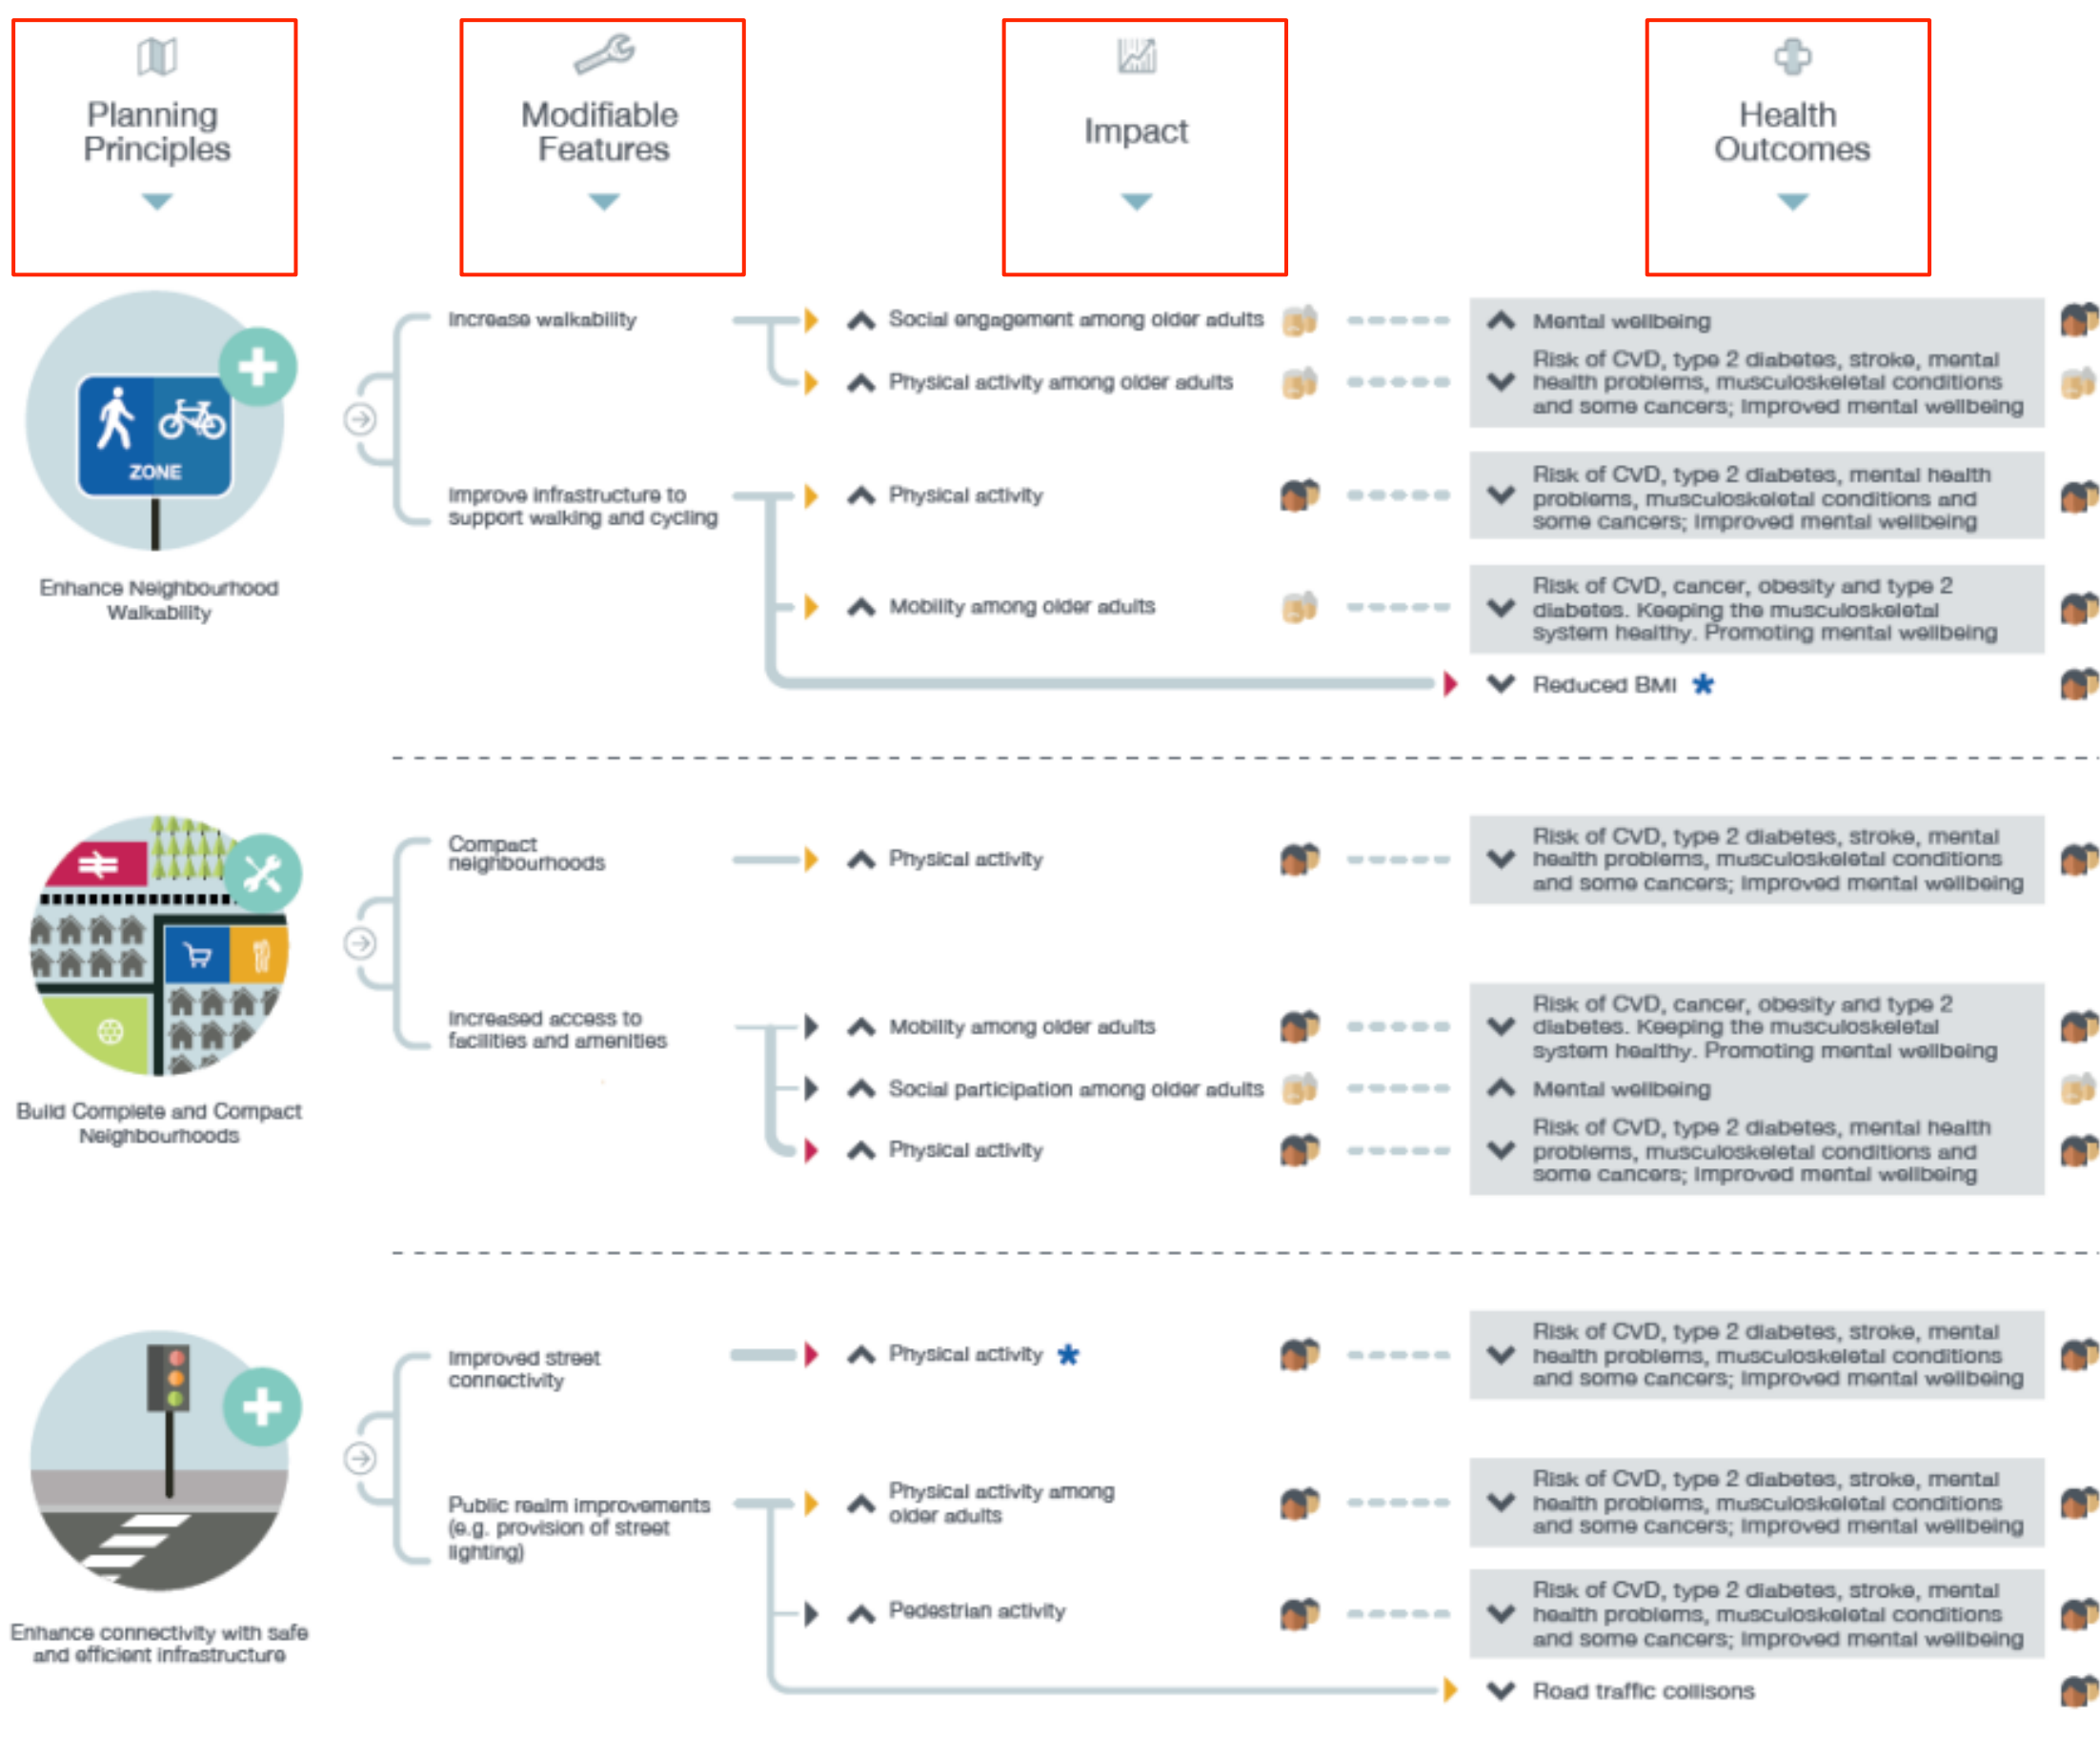 Planning
Principles
Modifiable
Features
Impact
Health
Outcomes
ZONE
Enhance Neighbourhood
Walkability
Increase walkability
Social engagement among older adults
Mental wellbeing
Physical activity among older adults
Risk of CVD, type 2 diabetes, stroke, mental
health problems, musculoskeletal conditions
and some cancers; Improved mental wellbeing
Improve infrastructure to
support walking and cycling
Physical activity
Risk of CVD, type 2 diabetes, mental health
problems, musculoskeletal conditions and
some cancers; Improved mental wellbeing
Mobility among older adults
Risk of CVD, cancer, obesity and type 2
diabetes. Keeping the musculoskeletal
system healthy. Promoting mental wellbeing
Reduced BMI *
Build Complete and Compact
Neighbourhoods
Compact
neighbourhoods
Physical activity
Risk of CVD, type 2 diabetes, stroke, mental
health problems, musculoskeletal conditions
and some cancers; Improved mental wellbeing
Increased access to
facilities and amenities
Mobility among older adults
Risk of CVD, cancer, obesity and type 2
diabetes. Keeping the musculoskeletal
system healthy. Promoting mental wellbeing
Social participation among older adults
Mental wellbeing
Physical activity
Risk of CVD, type 2 diabetes, mental health
problems, musculoskeletal conditions and
some cancers; Improved mental wellbeing
Enhance connectivity with safe
and efficient infrastructure
Improved street
connectivity
Physical activity *
Risk of CVD, type 2 diabetes, stroke, mental
health problems, musculoskeletal conditions
and some cancers; Improved mental wellbeing
Public realm improvements
(e.g. provision of street
lighting)
Physical activity among
older adults
Risk of CVD, type 2 diabetes, stroke, mental
health problems, musculoskeletal conditions
and some cancers; Improved mental wellbeing
Pedestrian activity
Risk of CVD, type 2 diabetes, stroke, mental
health problems, musculoskeletal conditions
and some cancers; Improved mental wellbeing
Road traffic collisons